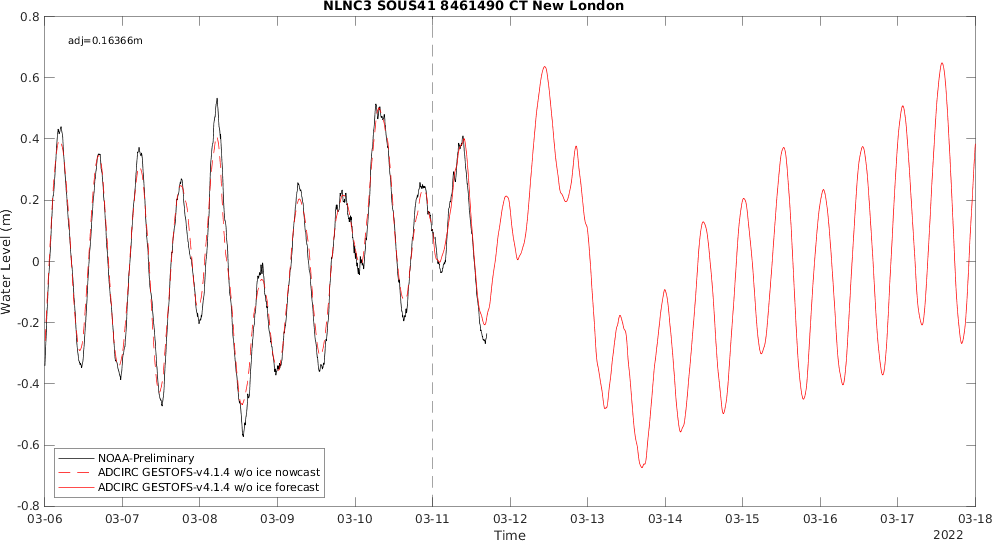 NLNC3 SOUS41 8461490 CT New London
adj=0.16366m
0.8
0.6
0.4
0.2
0
-0.2
-0.4
-0.6
-0.8
Water Level (m)
NOAA-Preliminary
ADCIRC GESTOFS-v4.1.4 w/o ice nowcast
ADCIRC GESTOFS-v4.1.4 w/o ice forecast
03-06 03-07 03-08 03-09 03-10 03-11 03-12 03-13 03-14 03-15 03-16 03-17 03-18
Time
2022